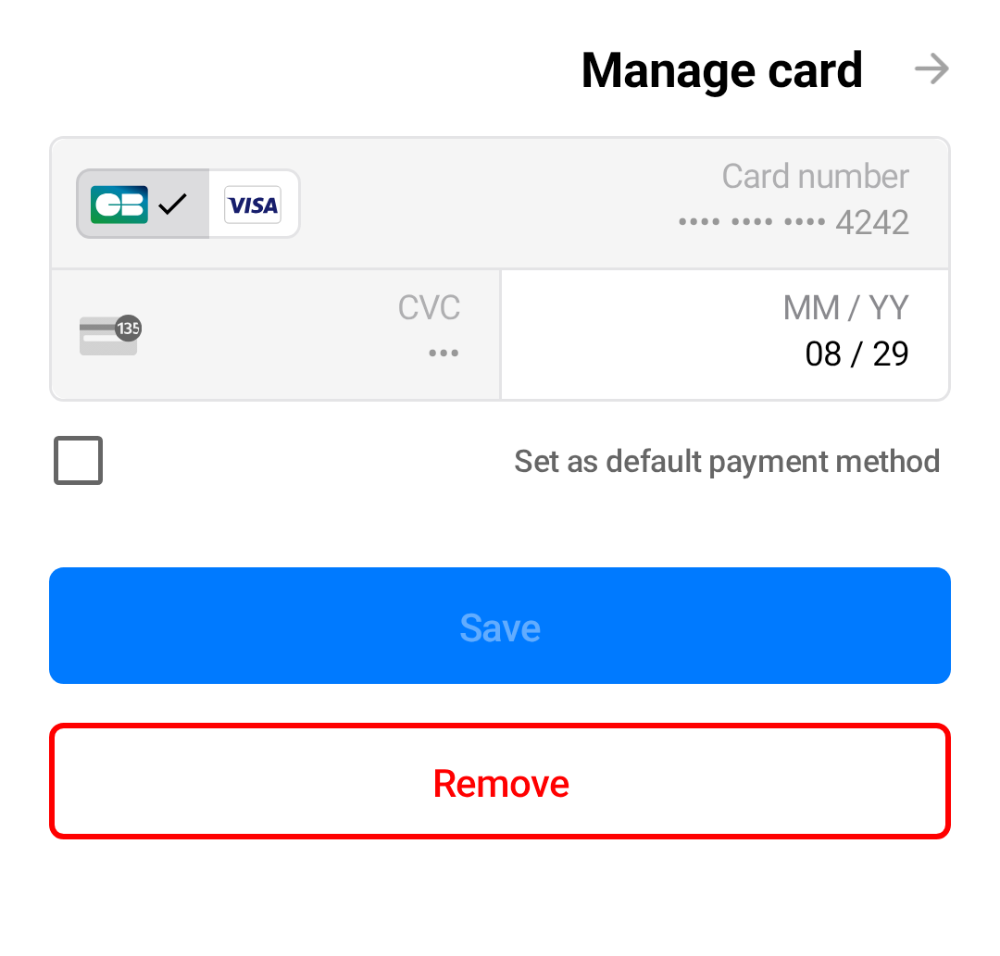 Manage card
CB VISA
Card number
•••• •••• •••• 4242
135
CVC
•••
MM / YY
08 / 29
Set as default payment method
Save
Remove